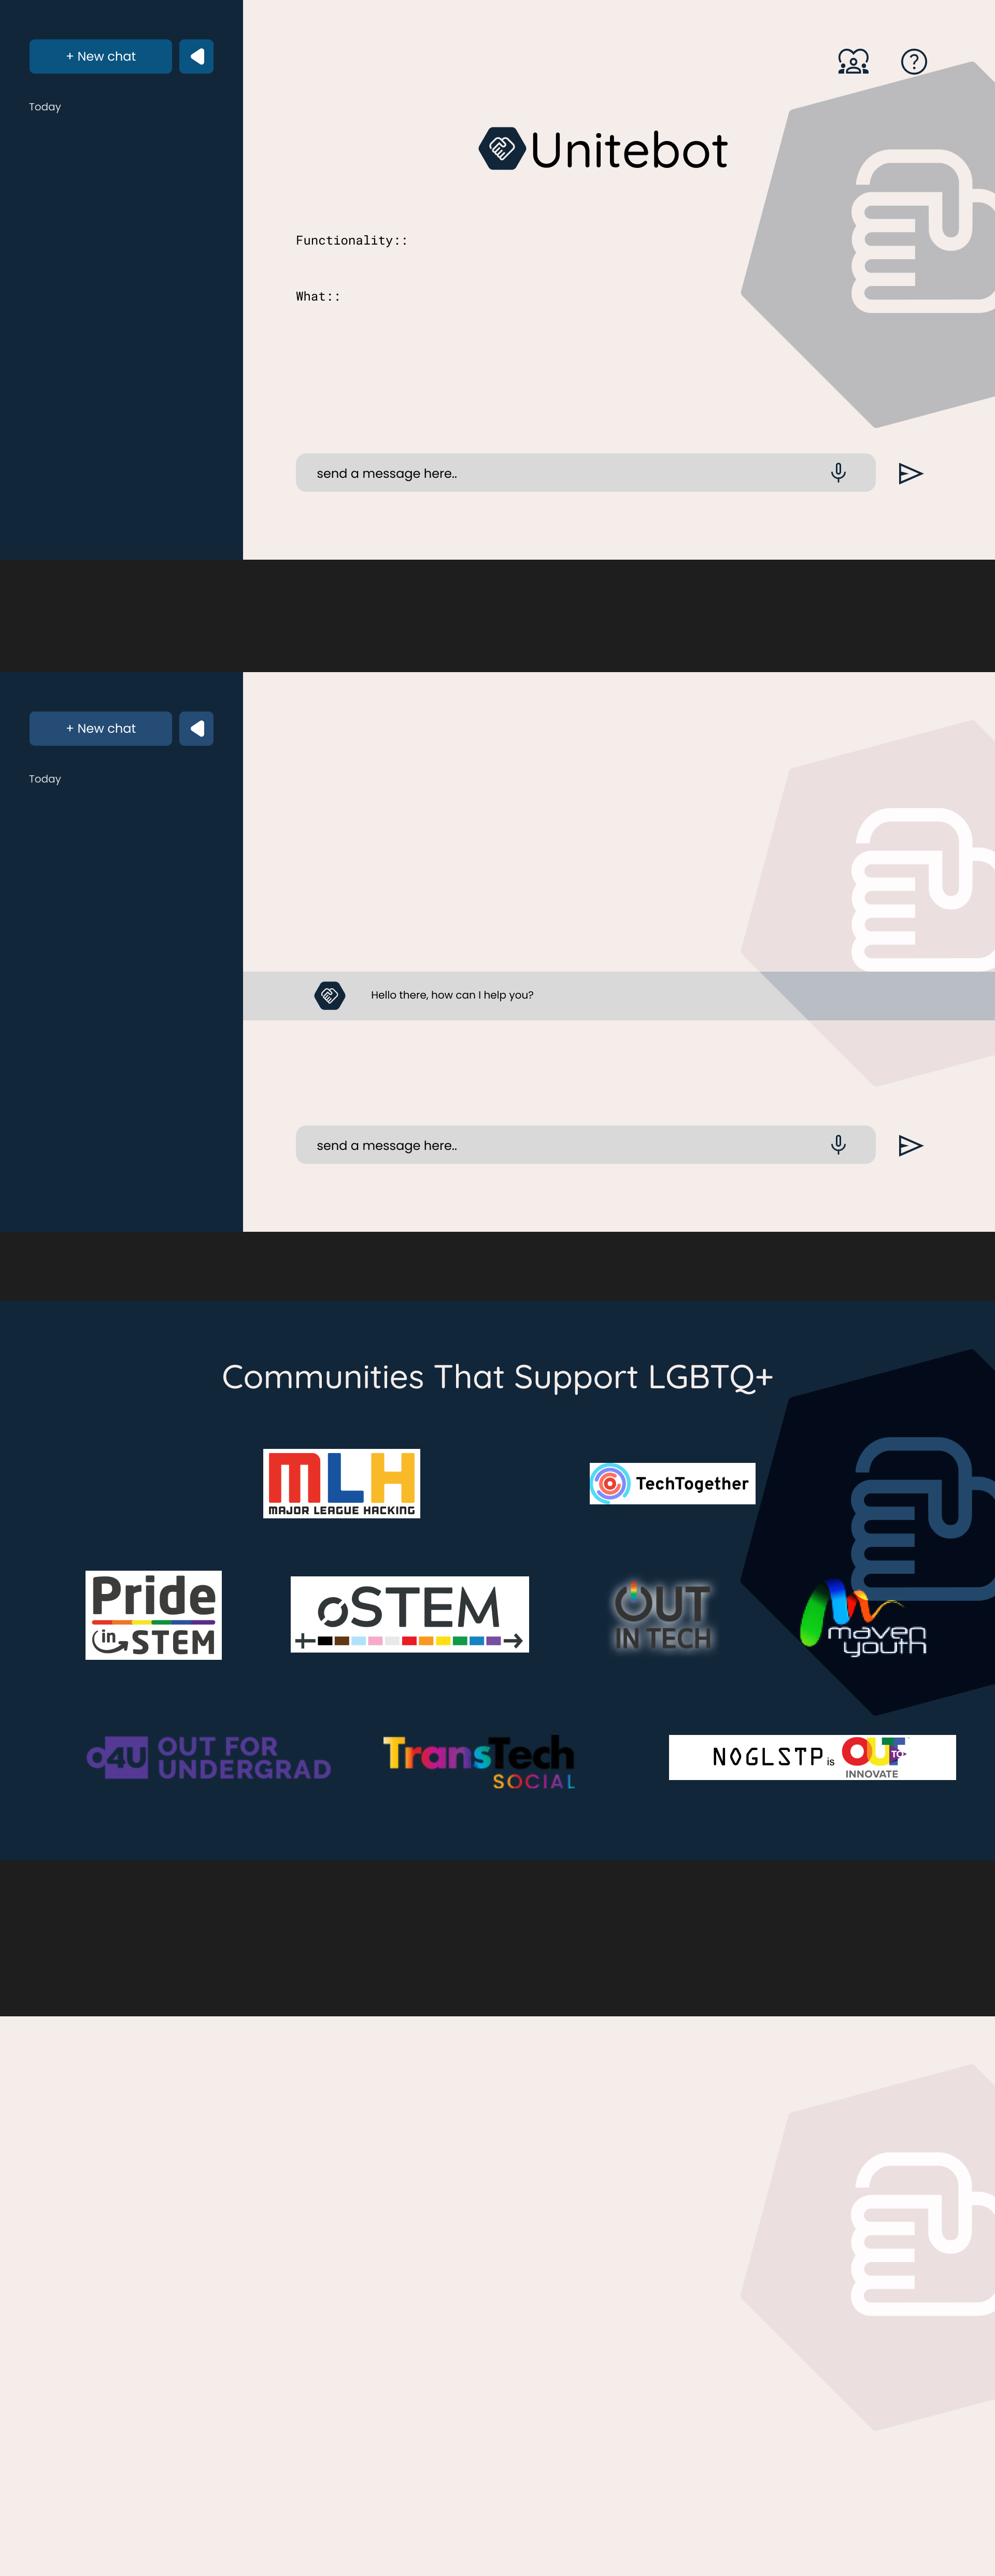 + New chat
Today
Unitebot
Functionality::
What::
send a message here..
+ New chat
Today
Hello there, how can I help you?
send a message here..
Communities That Support LGBTQ+
MLH
MAJOR LEAGUE HACKING
TechTogether
Pride
in STEM
oSTEM
OUT
IN TECH
maven
youth
O4U OUT FOR
UNDERGRAD
TransTech
SOCIAL
NOGLSTP is OUT TO
INNOVATE